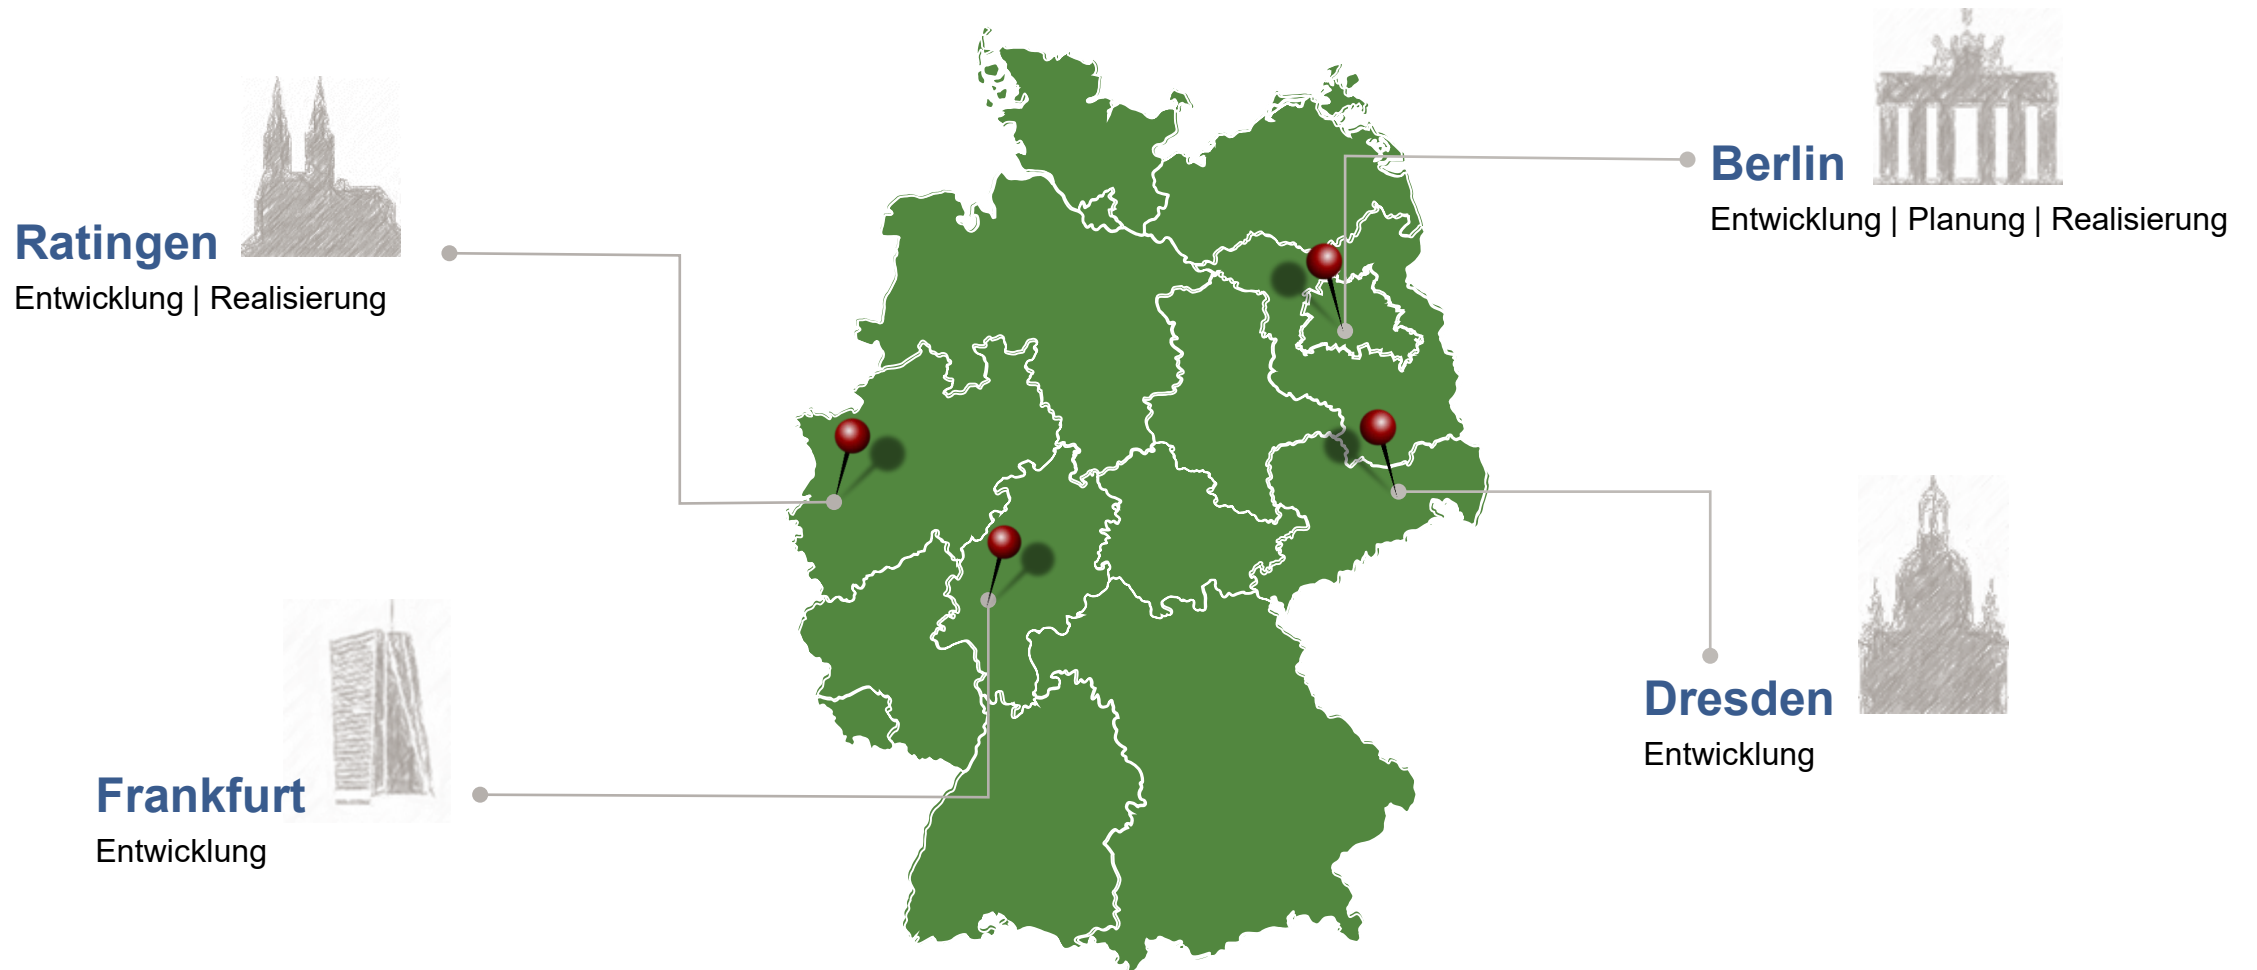 Ratingen
Entwicklung | Realisierung
Berlin
Entwicklung | Planung | Realisierung
Frankfurt
Entwicklung
Dresden
Entwicklung